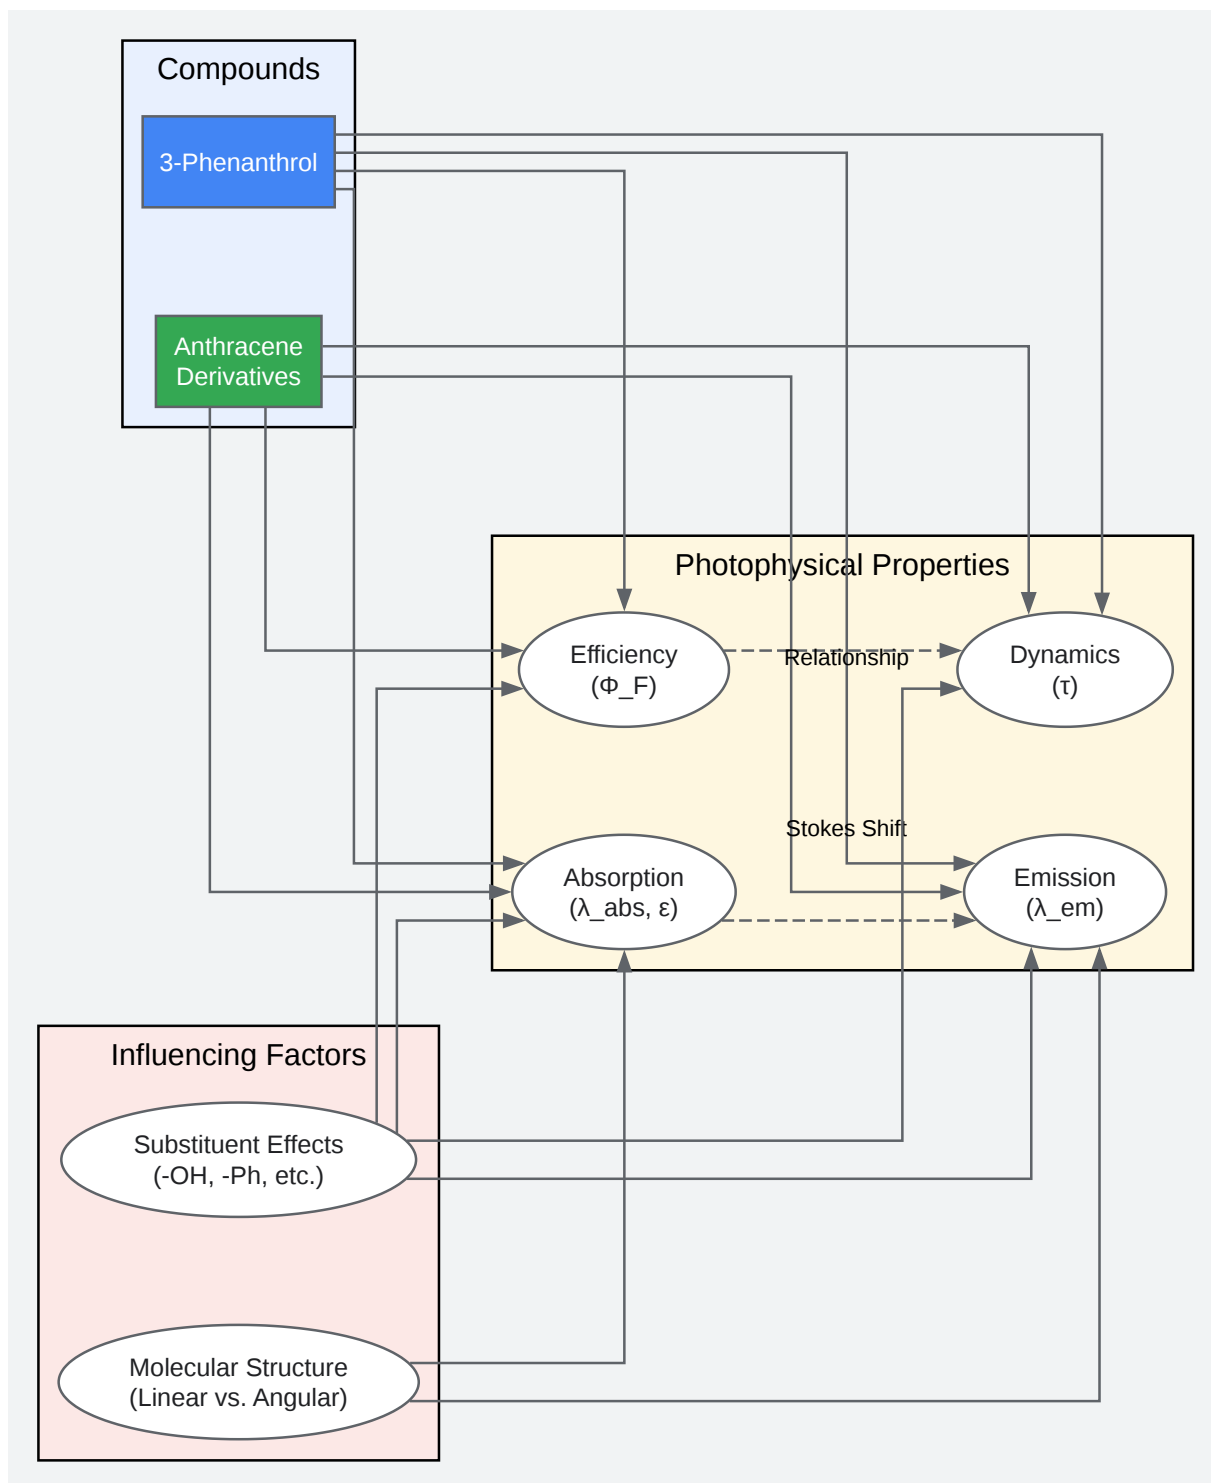 Compounds
3-Phenanthrol
Anthracene
Derivatives
Photophysical Properties
Efficiency
(Φ_F)
Relationship
Dynamics
(τ)
Stokes Shift
Absorption
(λ_abs, ε)
Emission
(λ_em)
Influencing Factors
Substituent Effects
(-OH, -Ph, etc.)
Molecular Structure
(Linear vs. Angular)